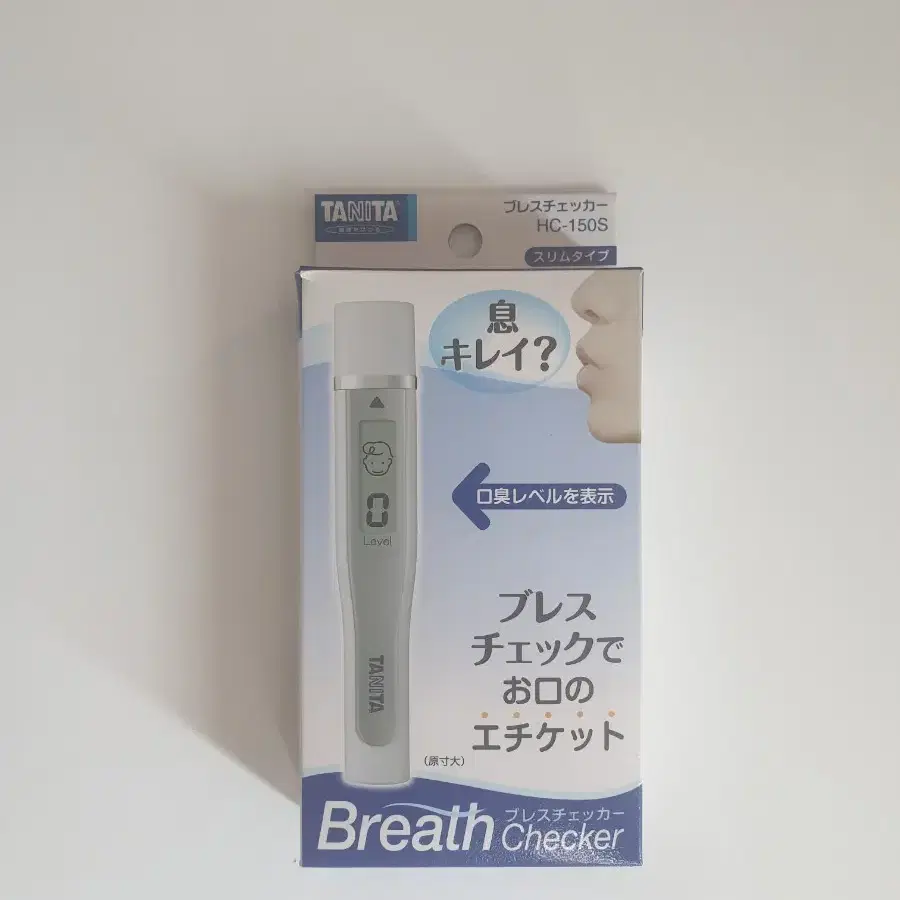 TANITA
ブレスチェッカー
HC-150S
スリムタイプ
息
キレイ?
0
Level
口臭レベルを表示
TANITA
ブレス
チェックで
お口の
エチケット
(原寸大)
Breath
ブレスチェッカー
Checker